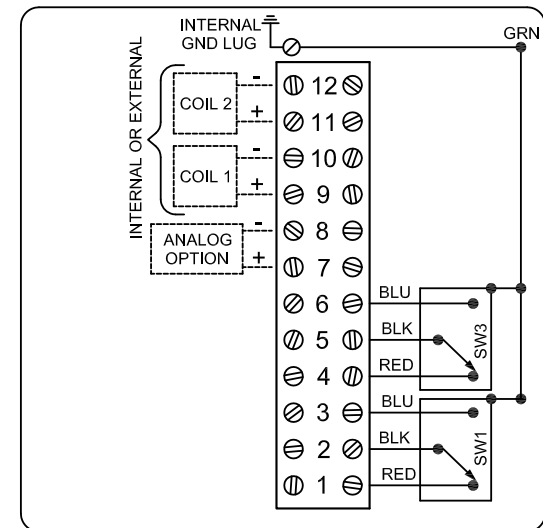 INTERNAL
GND LUG
GRN
INTERNAL OR EXTERNAL
COIL 2
-
+
COIL 1
-
+
ANALOG
OPTION
-
+
12
11
10
9
8
7
6
5
4
3
2
1
BLU
BLK
RED
SW3
BLU
BLK
RED
SW1